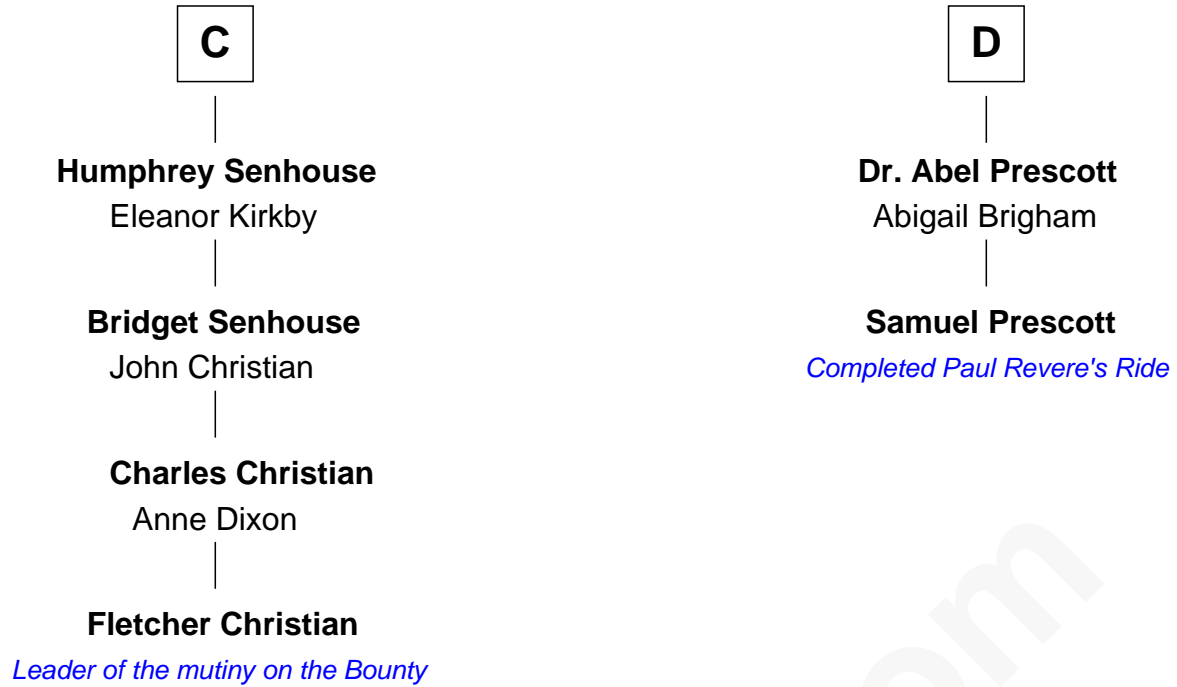 C
Humphrey Senhouse
Eleanor Kirkby
Bridget Senhouse
John Christian
Charles Christian
Anne Dixon
Fletcher Christian
Leader of the mutiny on the Bounty
D
Dr. Abel Prescott
Abigail Brigham
Samuel Prescott
Completed Paul Revere's Ride
om